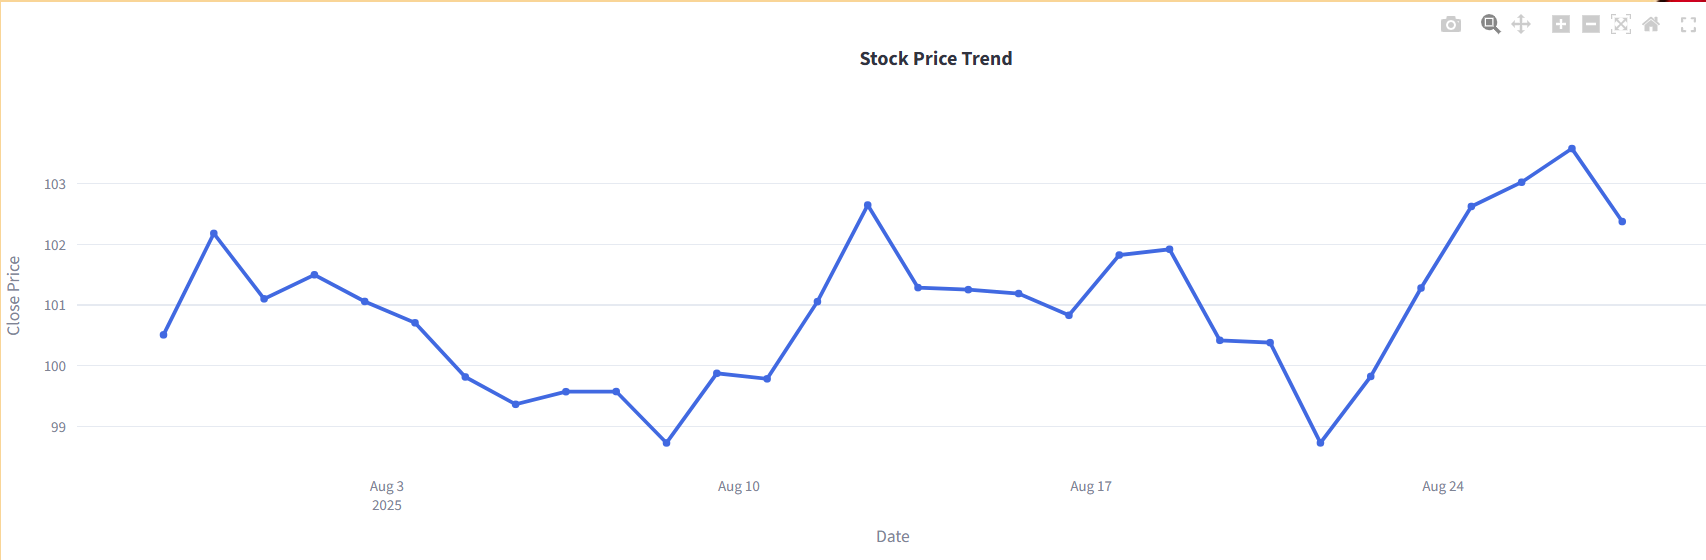 Stock Price Trend
103
102
101
100
99
Close Price
Aug 3
2025
Aug 10
Aug 17
Aug 24
Date